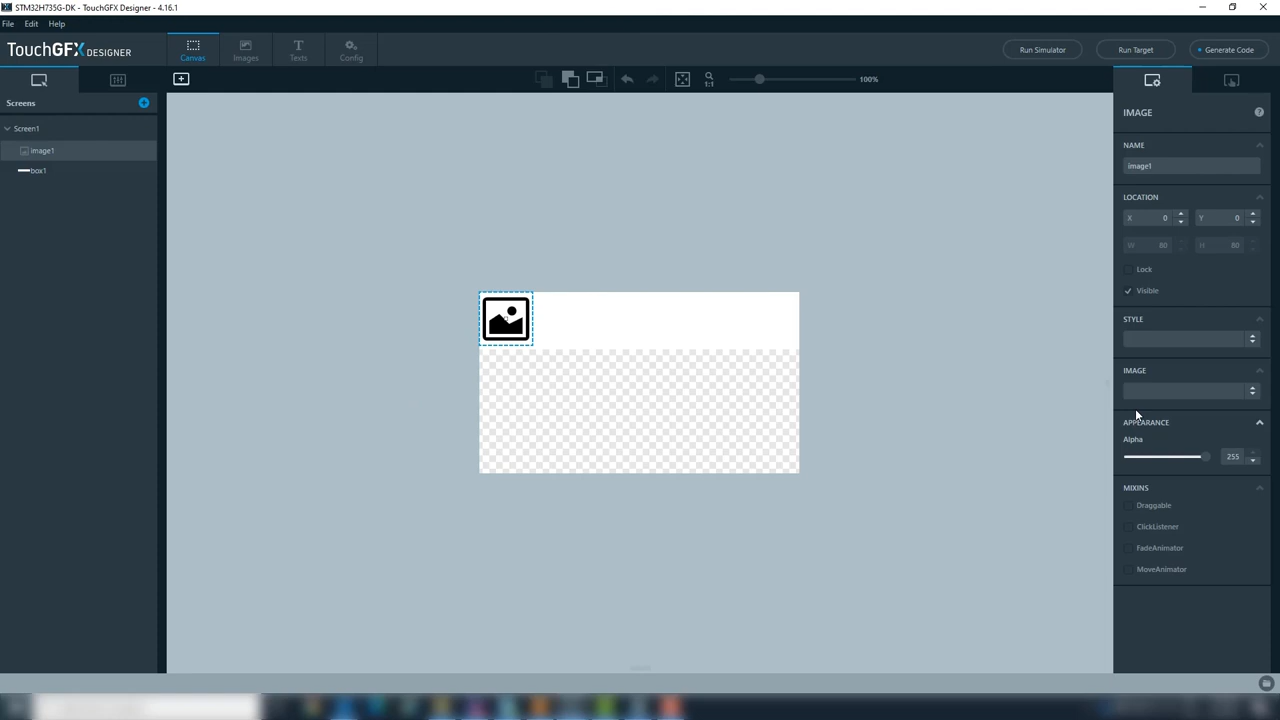 STM32H735G-DK - TouchGFX Designer - 4.16.1
File Edit Help
TouchGFX DESIGNER
Canvas
Images
Texts
Config
Run Simulator
Run Target
Generate Code
1:1
100%
Screens
Screen1
image1
box1
IMAGE
?
NAME
image1
LOCATION
X 0 Y 0
W 80 H 80
Lock
Visible
STYLE
IMAGE
APPEARANCE
Alpha
255
MIXINS
Draggable
ClickListener
FadeAnimator
MoveAnimator